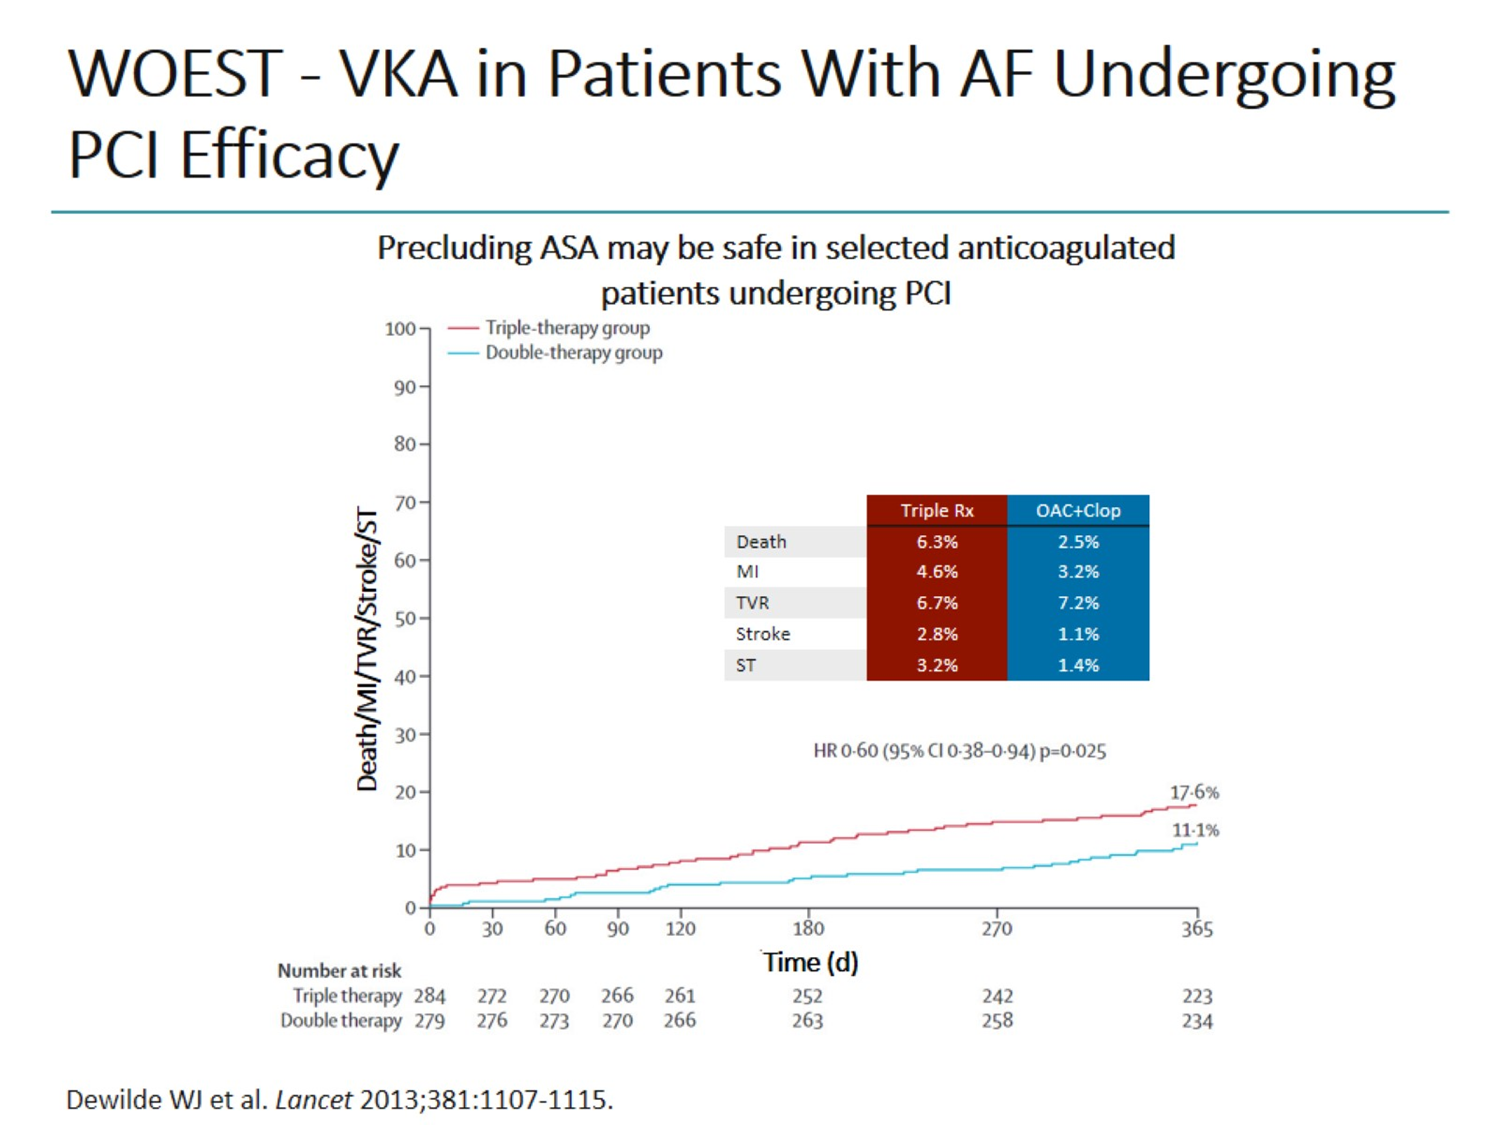 WOEST - VKA in Patients With AF Undergoing
PCI Efficacy
Precluding ASA may be safe in selected anticoagulated
patients undergoing PCI
Triple-therapy group
Double-therapy group
Death/MI/TVR/Stroke/ST
100
90
80
70
60
50
40
30
20
10
0
Triple Rx OAC+Clop
Death 6.3% 2.5%
MI 4.6% 3.2%
TVR 6.7% 7.2%
Stroke 2.8% 1.1%
ST 3.2% 1.4%
HR 0·60 (95% CI 0·38–0·94) p=0·025
17·6%
11·1%
0 30 60 90 120 180 270 365
Time (d)
Number at risk
Triple therapy 284 272 270 266 261 252 242 223
Double therapy 279 276 273 270 266 263 258 234
Dewilde WJ et al. Lancet 2013;381:1107-1115.